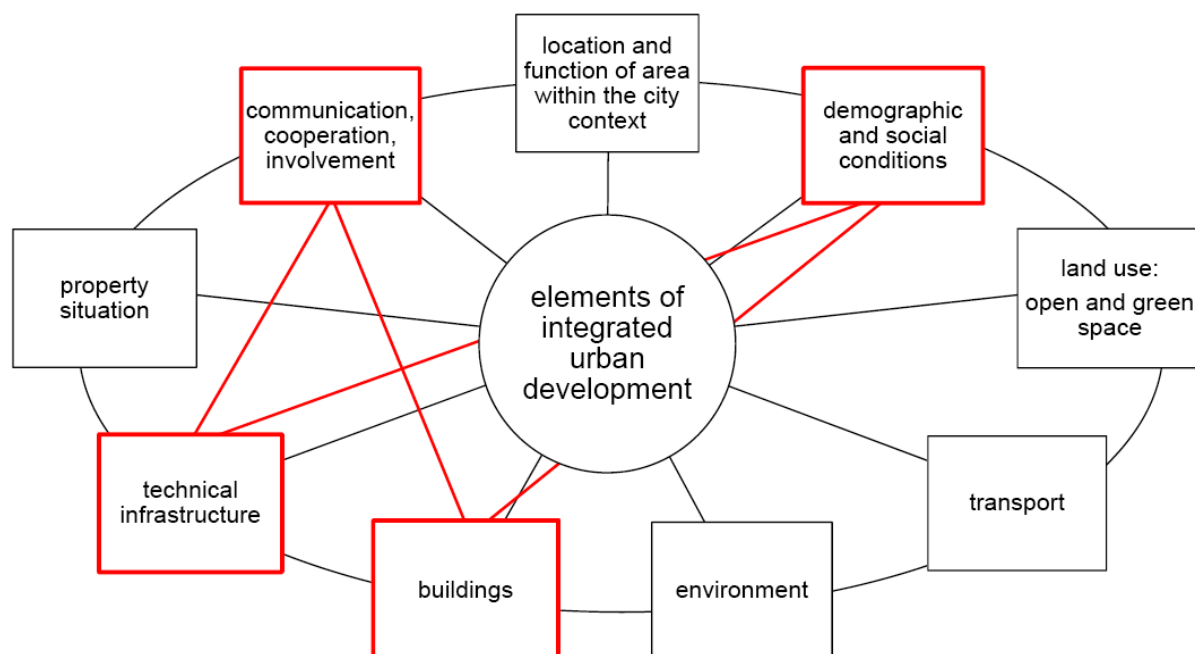 location and
function of area
within the city
context
communication,
cooperation,
involvement
demographic
and social
conditions
property
situation
elements of
integrated
urban
development
land use:
open and green
space
technical
infrastructure
transport
buildings
environment